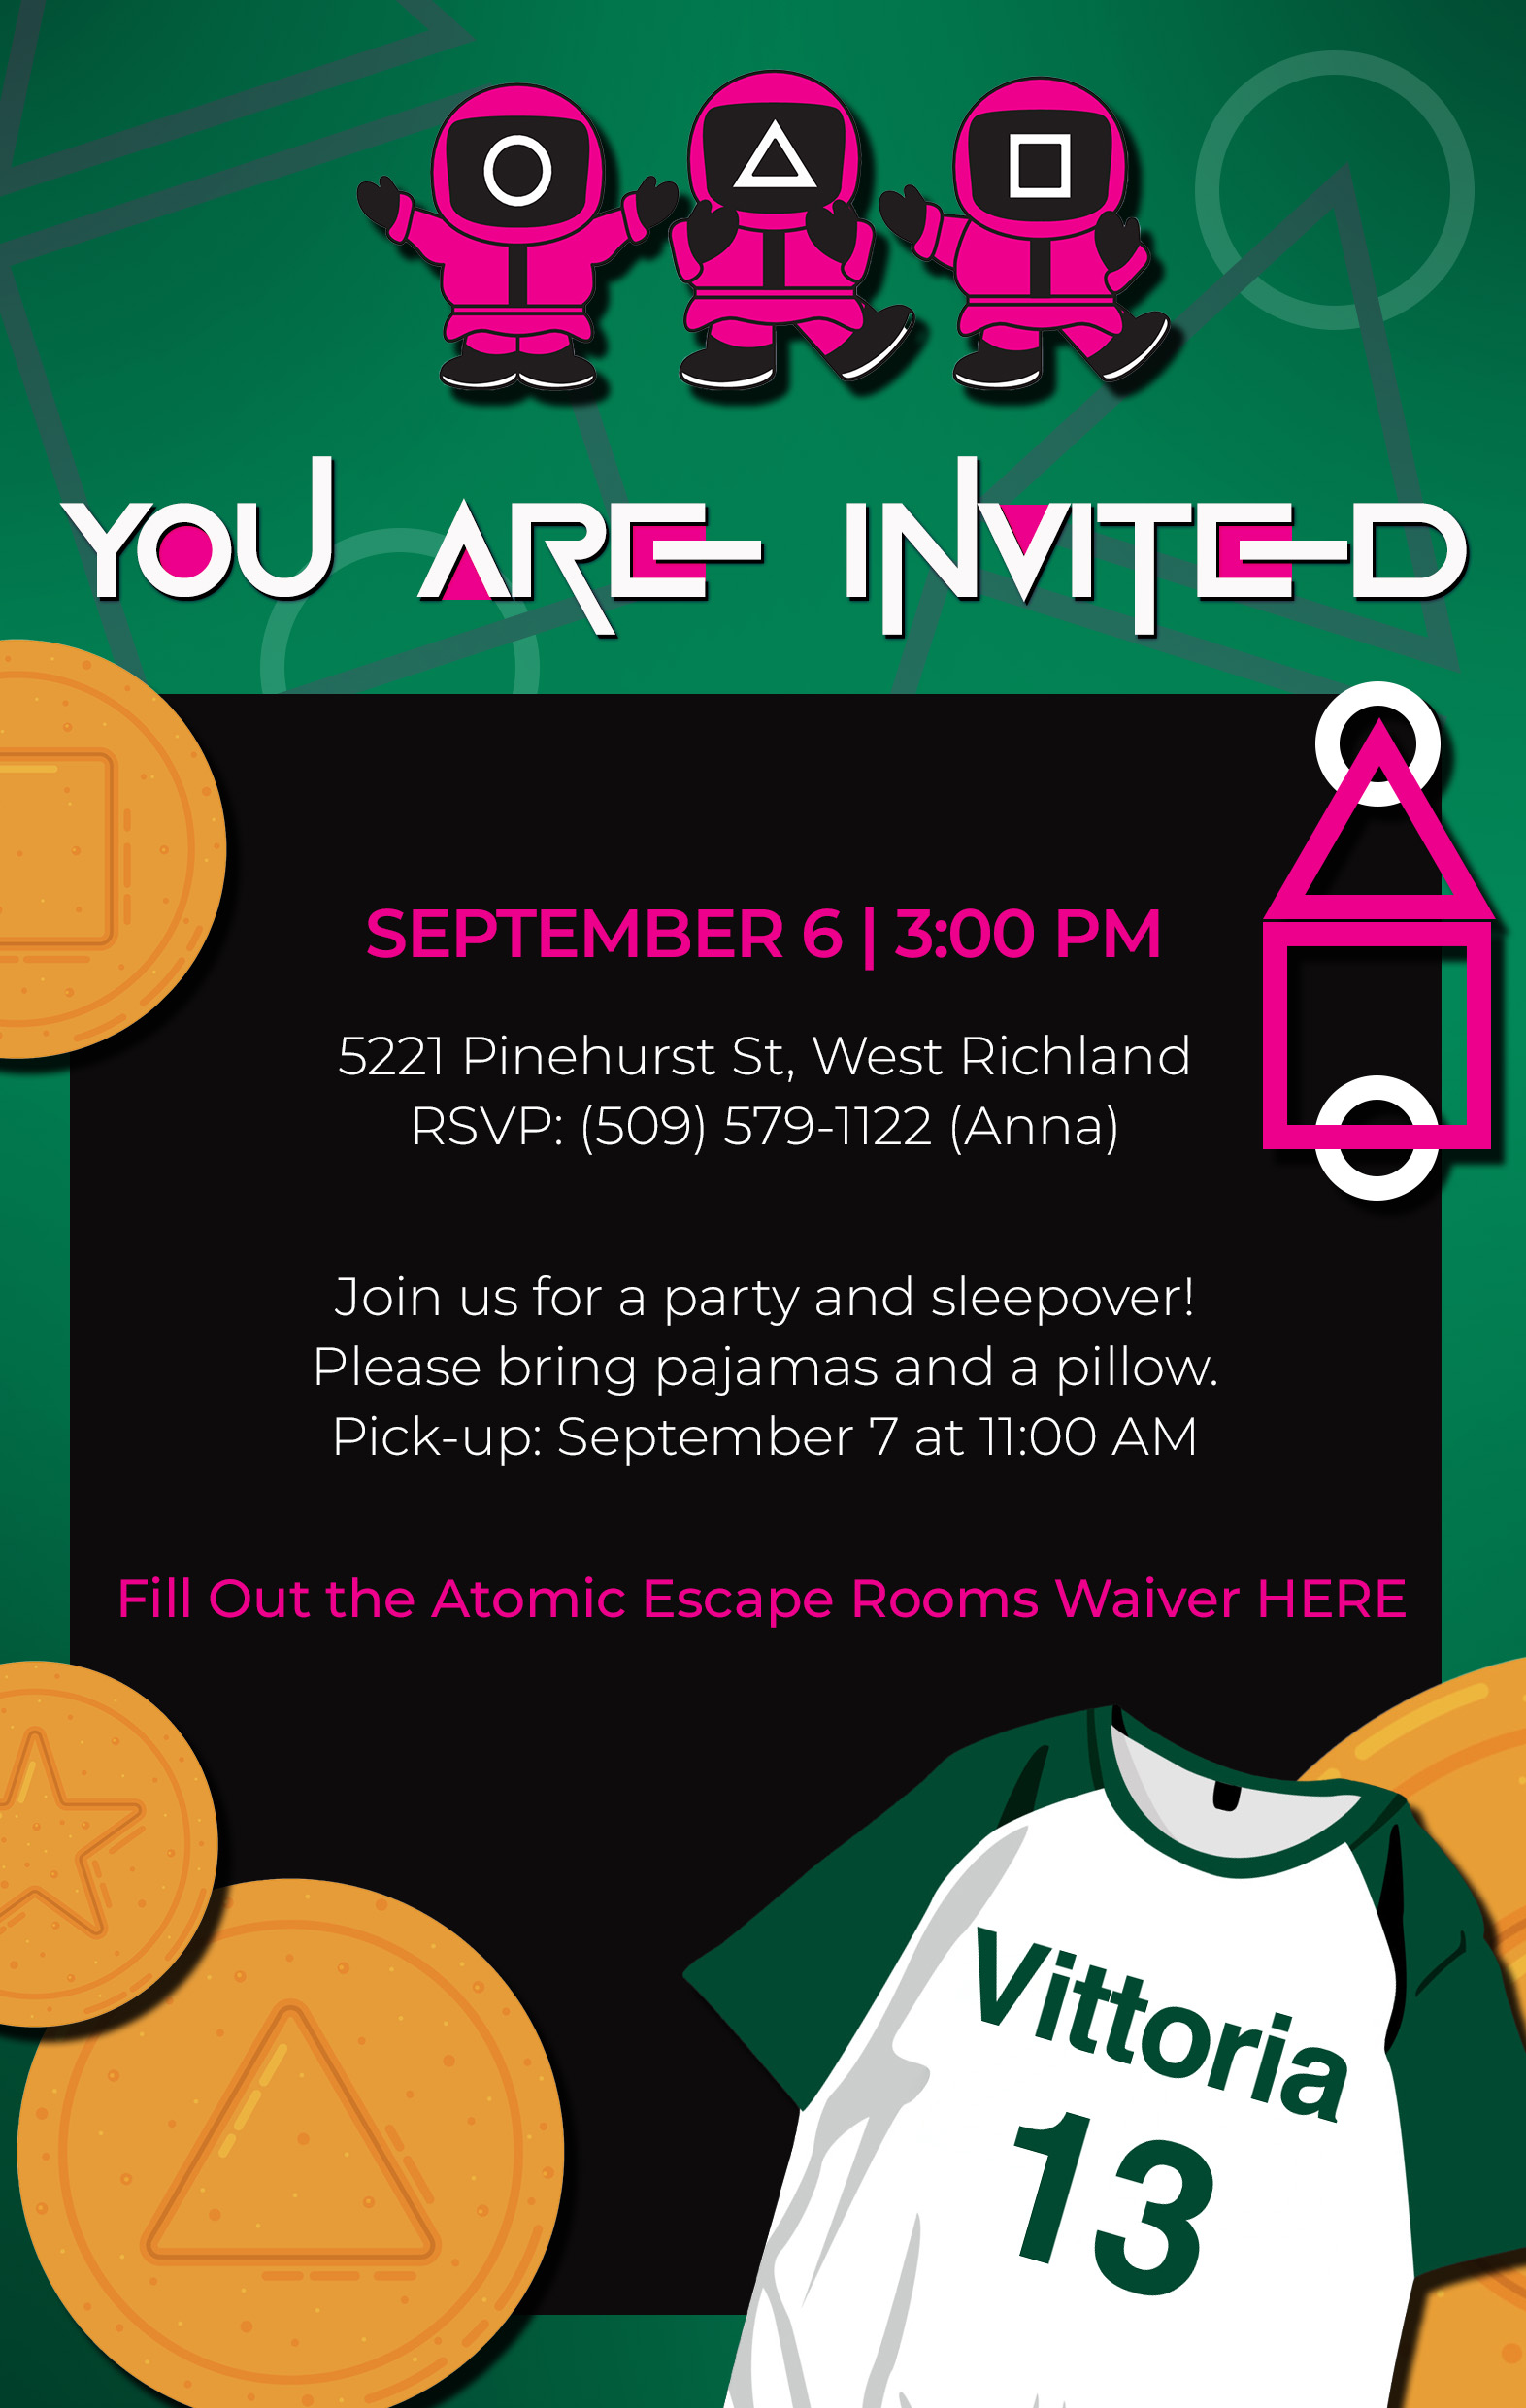 YOU ARE INVITED
SEPTEMBER 6 | 3:00 PM
5221 Pinehurst St, West Richland
RSVP: (509) 579-1122 (Anna)
Join us for a party and sleepover!
Please bring pajamas and a pillow.
Pick-up: September 7 at 11:00 AM
Fill Out the Atomic Escape Rooms Waiver HERE
Vittoria
13